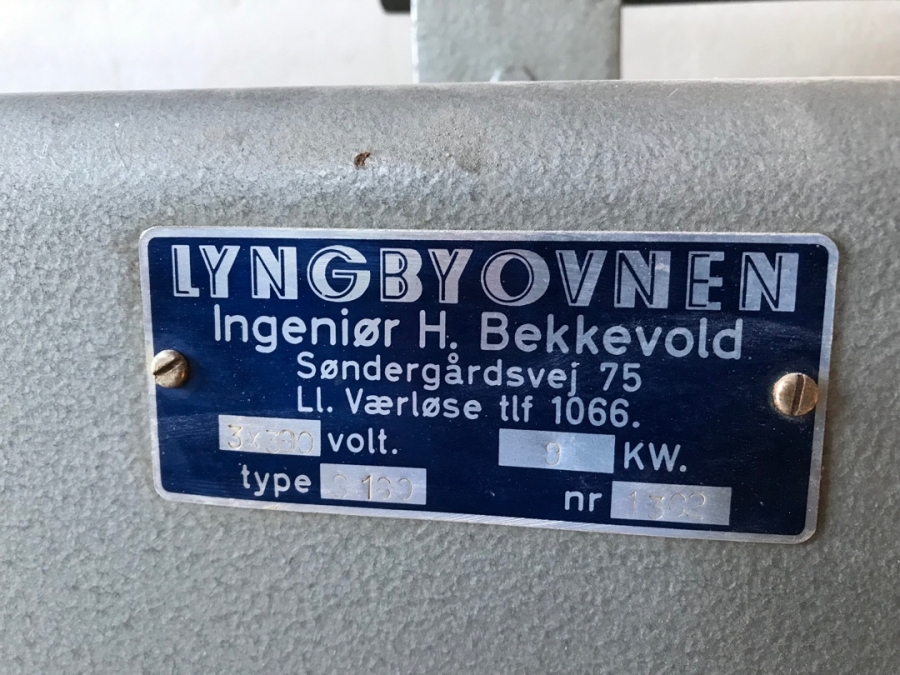 LYNGBYOVNEN
Ingeniør H. Bekkevold
Søndergårdsvej 75
Ll. Værløse tlf 1066.
volt. KW.
type nr